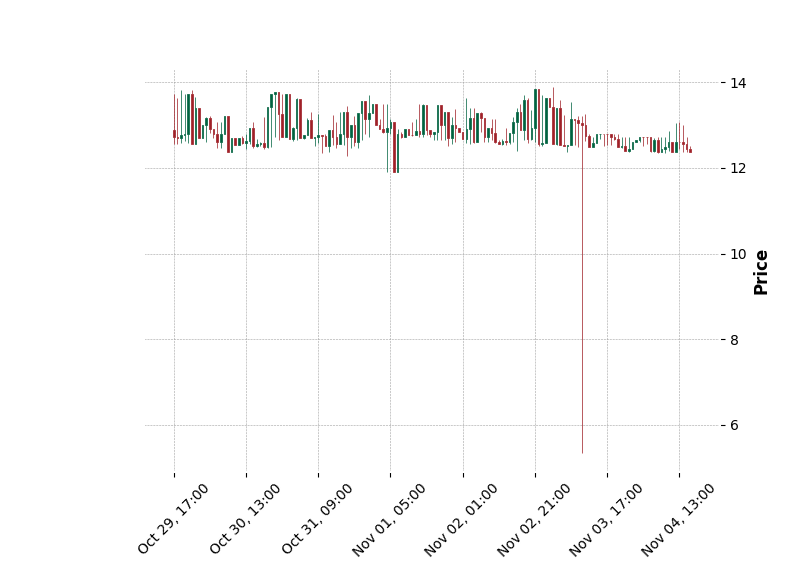 14
12
10
8
6
Price
Oct 29, 17:00
Oct 30, 13:00
Oct 31, 09:00
Nov 01, 05:00
Nov 02, 01:00
Nov 02, 21:00
Nov 03, 17:00
Nov 04, 13:00